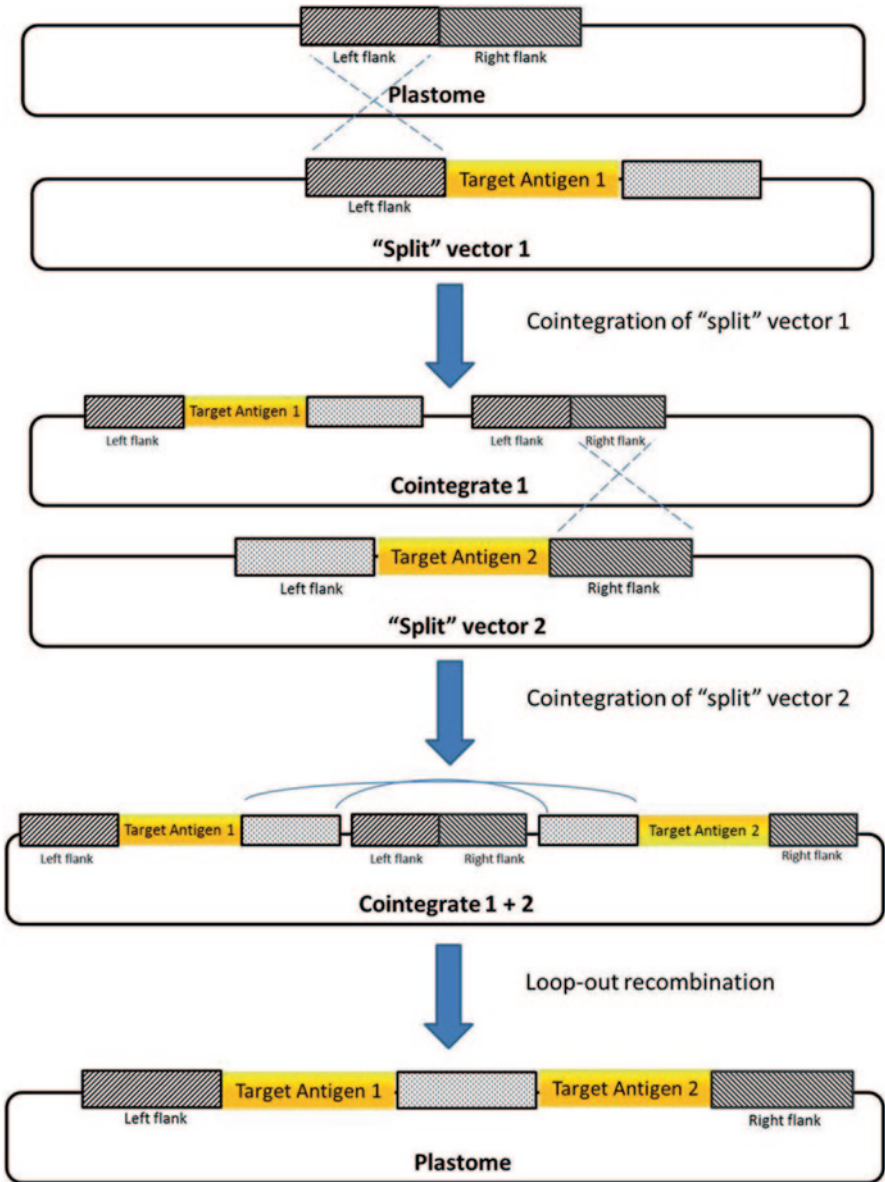 Left flank Right flank
Plastome
Target Antigen 1
Left flank
“Split” vector 1
Cointegration of “split” vector 1
Target Antigen 1
Left flank Left flank Right flank
Cointegrate 1
Target Antigen 2
Left flank Right flank
“Split” vector 2
Cointegration of “split” vector 2
Target Antigen 1 Target Antigen 2
Left flank Left flank Right flank Right flank
Cointegrate 1 + 2
Loop-out recombination
Target Antigen 1 Target Antigen 2
Left flank Right flank
Plastome